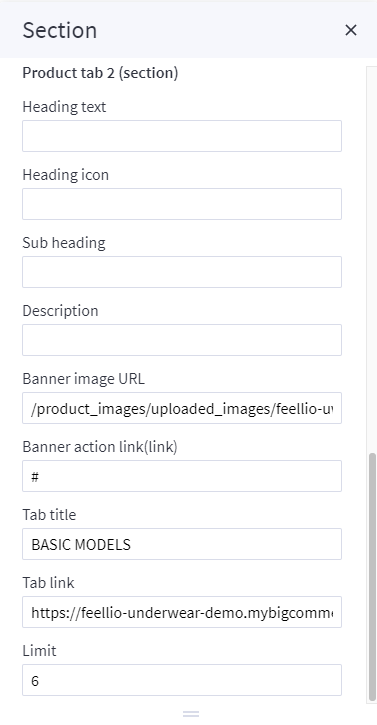 Section
Product tab 2 (section)
Heading text
Heading icon
Sub heading
Description
Banner image URL
/product_images/uploaded_images/feellio-u
Banner action link(link)
#
Tab title
BASIC MODELS
Tab link
https://feellio-underwear-demo.mybigcomme
Limit
6